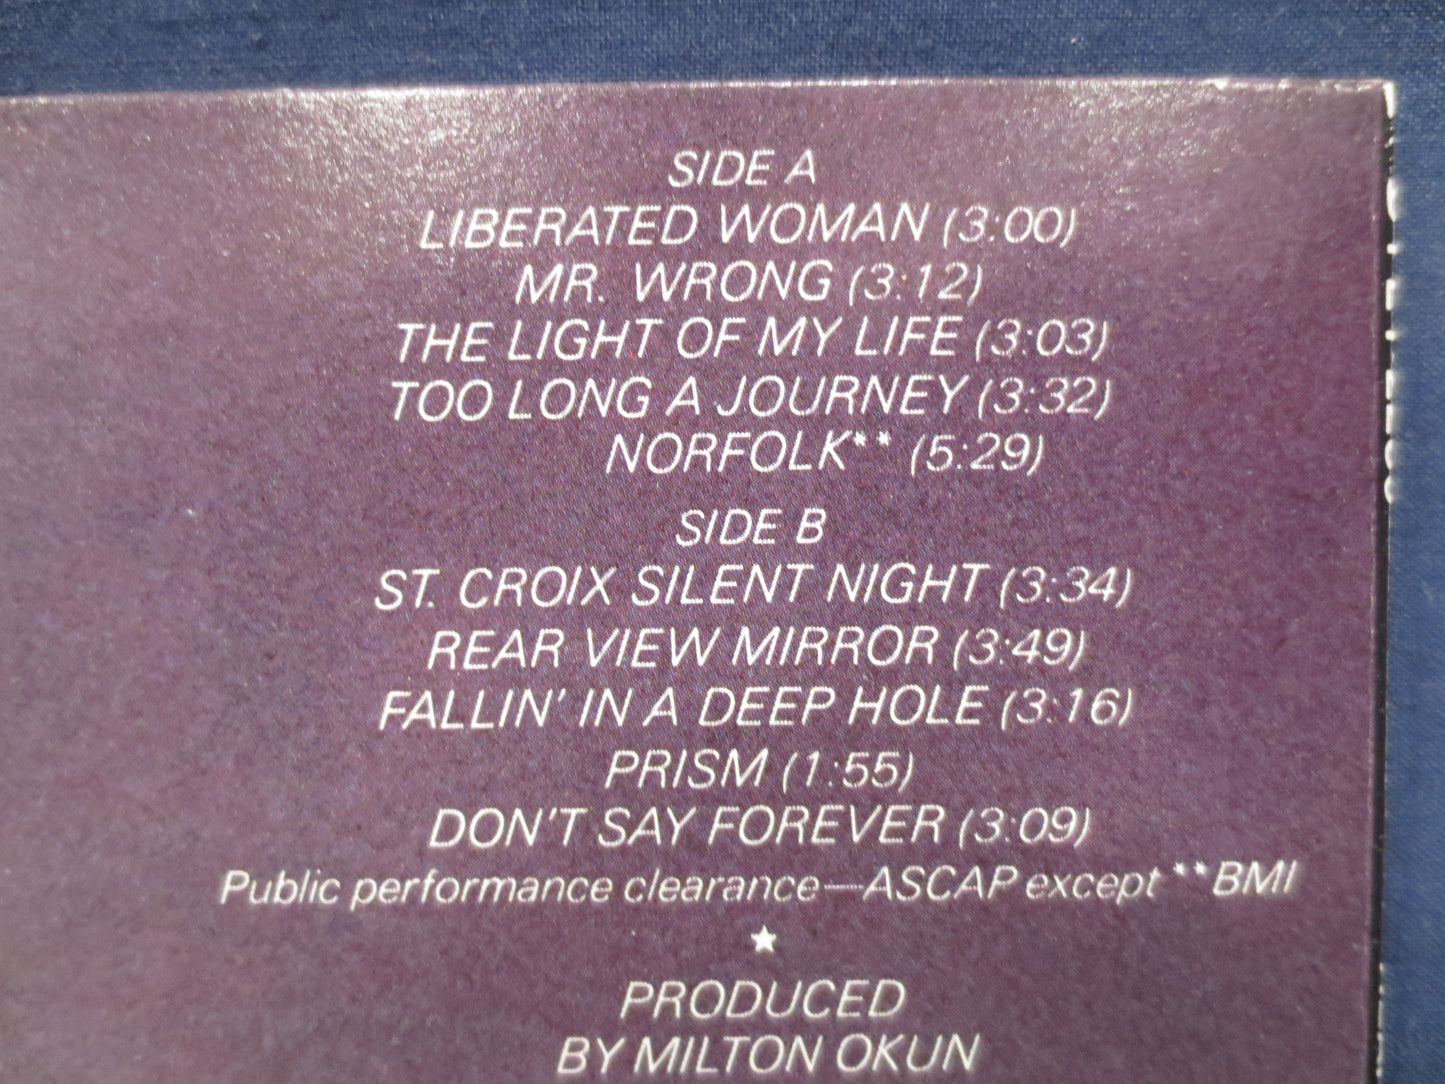 SIDE A
LIBERATED WOMAN (3:00)
MR. WRONG (3:12)
THE LIGHT OF MY LIFE (3:03)
TOO LONG A JOURNEY (3:32)
NORFOLK** (5:29)
SIDE B
ST. CROIX SILENT NIGHT (3:34)
REAR VIEW MIRROR (3:49)
FALLIN' IN A DEEP HOLE (3:16)
PRISM (1:55)
DON'T SAY FOREVER (3:09)
Public performance clearance—ASCAP except **BMI
★
PRODUCED
BY MILTON OKUN